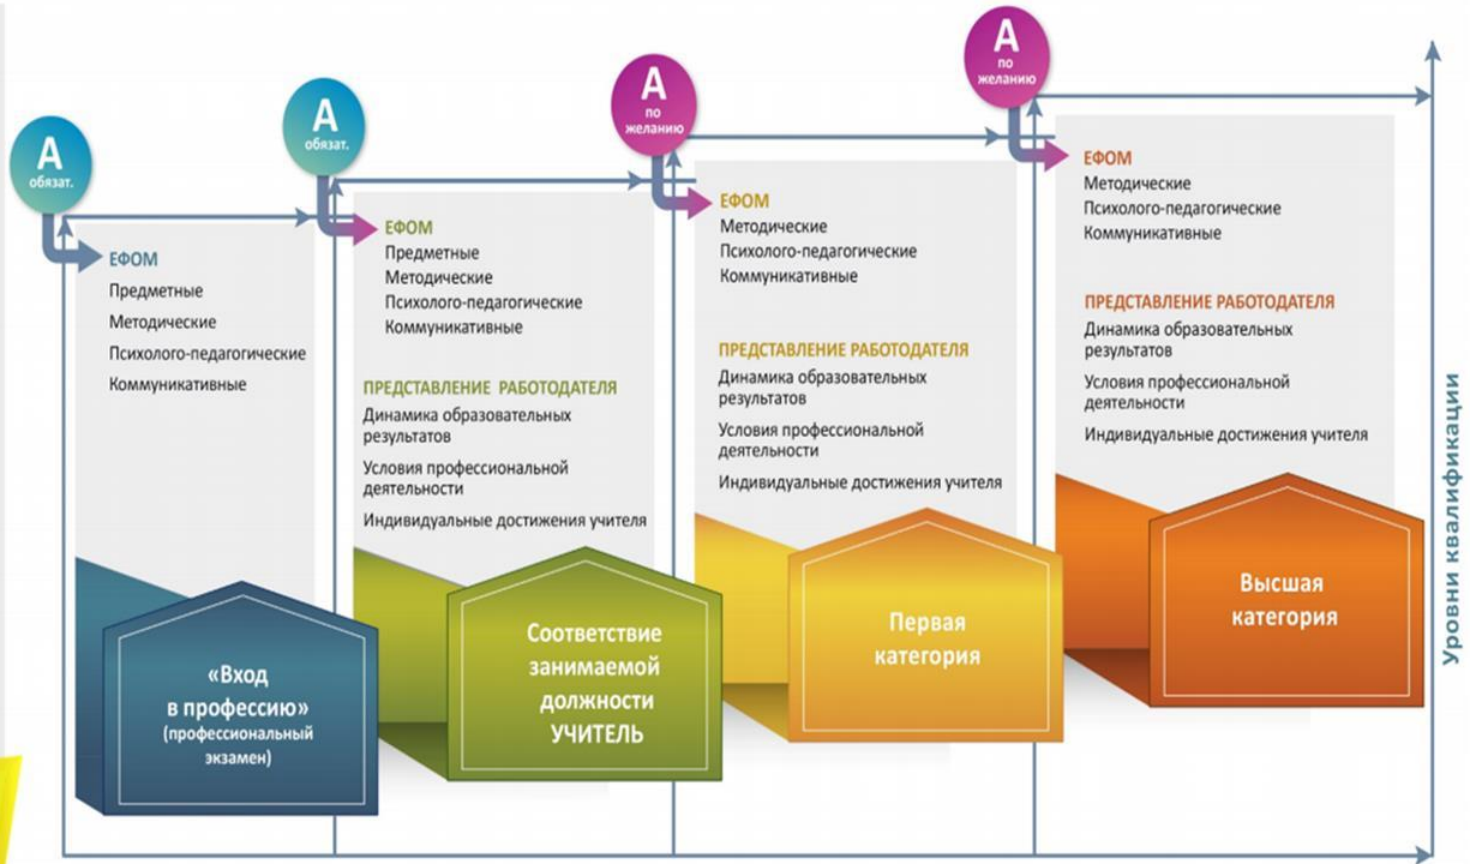 А
обязат.
ЕФОМ
Предметные
Методические
Психолого-педагогические
Коммуникативные
«Вход
в профессию»
(профессиональный
экзамен)
А
обязат.
ЕФОМ
Предметные
Методические
Психолого-педагогические
Коммуникативные
ПРЕДСТАВЛЕНИЕ РАБОТОДАТЕЛЯ
Динамика образовательных
результатов
Условия профессиональной
деятельности
Индивидуальные достижения учителя
Соответствие
занимаемой
должности
УЧИТЕЛЬ
А
по
желанию
ЕФОМ
Методические
Психолого-педагогические
Коммуникативные
ПРЕДСТАВЛЕНИЕ РАБОТОДАТЕЛЯ
Динамика образовательных
результатов
Условия профессиональной
деятельности
Индивидуальные достижения учителя
Первая
категория
А
по
желанию
ЕФОМ
Методические
Психолого-педагогические
Коммуникативные
ПРЕДСТАВЛЕНИЕ РАБОТОДАТЕЛЯ
Динамика образовательных
результатов
Условия профессиональной
деятельности
Индивидуальные достижения учителя
Высшая
категория
Уровни квалификации